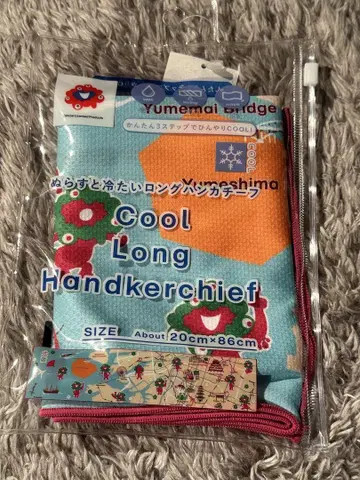 Yumemai Bridge
かんたん3ステップでひんやりCOOL!
COOL
Yumeshima
ぬらすと冷たいロングハンカチーフ
Cool
Long
Handkerchief
SIZE About 20cm×86cm